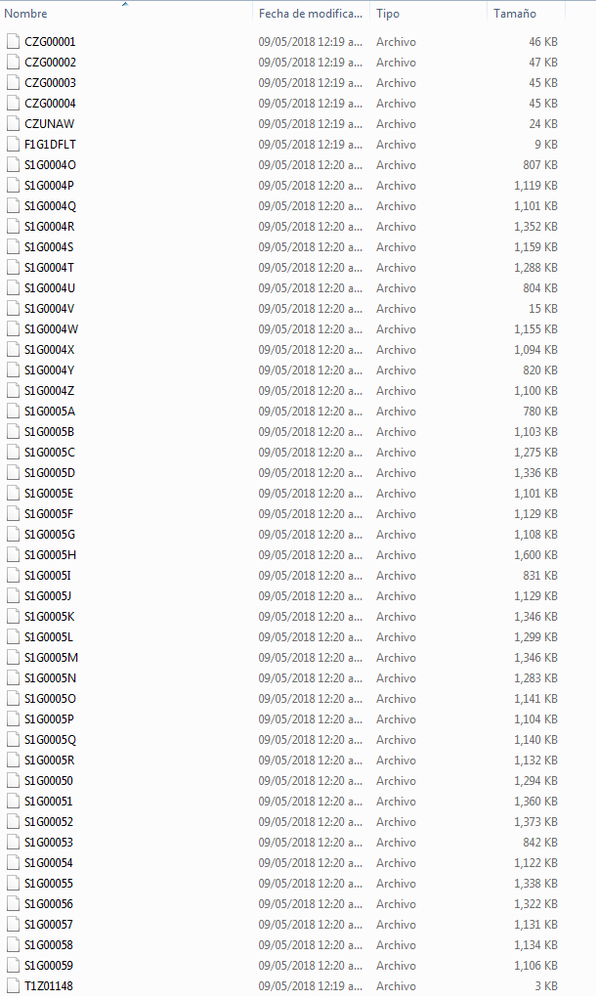 Nombre Fecha de modifica... Tipo Tamaño
CZG00001 09/05/2018 12:19 a... Archivo 46 KB
CZG00002 09/05/2018 12:19 a... Archivo 47 KB
CZG00003 09/05/2018 12:19 a... Archivo 45 KB
CZG00004 09/05/2018 12:19 a... Archivo 45 KB
CZUNAW 09/05/2018 12:19 a... Archivo 24 KB
F1G1DFLT 09/05/2018 12:19 a... Archivo 9 KB
S1G0004O 09/05/2018 12:20 a... Archivo 807 KB
S1G0004P 09/05/2018 12:20 a... Archivo 1,119 KB
S1G0004Q 09/05/2018 12:20 a... Archivo 1,101 KB
S1G0004R 09/05/2018 12:20 a... Archivo 1,352 KB
S1G0004S 09/05/2018 12:20 a... Archivo 1,159 KB
S1G0004T 09/05/2018 12:20 a... Archivo 1,288 KB
S1G0004U 09/05/2018 12:20 a... Archivo 804 KB
S1G0004V 09/05/2018 12:20 a... Archivo 15 KB
S1G0004W 09/05/2018 12:20 a... Archivo 1,155 KB
S1G0004X 09/05/2018 12:20 a... Archivo 1,094 KB
S1G0004Y 09/05/2018 12:20 a... Archivo 820 KB
S1G0004Z 09/05/2018 12:20 a... Archivo 1,100 KB
S1G0005A 09/05/2018 12:20 a... Archivo 780 KB
S1G0005B 09/05/2018 12:20 a... Archivo 1,103 KB
S1G0005C 09/05/2018 12:20 a... Archivo 1,275 KB
S1G0005D 09/05/2018 12:20 a... Archivo 1,336 KB
S1G0005E 09/05/2018 12:20 a... Archivo 1,101 KB
S1G0005F 09/05/2018 12:20 a... Archivo 1,129 KB
S1G0005G 09/05/2018 12:20 a... Archivo 1,108 KB
S1G0005H 09/05/2018 12:20 a... Archivo 1,600 KB
S1G0005I 09/05/2018 12:20 a... Archivo 831 KB
S1G0005J 09/05/2018 12:20 a... Archivo 1,129 KB
S1G0005K 09/05/2018 12:20 a... Archivo 1,346 KB
S1G0005L 09/05/2018 12:20 a... Archivo 1,299 KB
S1G0005M 09/05/2018 12:20 a... Archivo 1,346 KB
S1G0005N 09/05/2018 12:20 a... Archivo 1,283 KB
S1G0005O 09/05/2018 12:20 a... Archivo 1,141 KB
S1G0005P 09/05/2018 12:20 a... Archivo 1,104 KB
S1G0005Q 09/05/2018 12:20 a... Archivo 1,140 KB
S1G0005R 09/05/2018 12:20 a... Archivo 1,132 KB
S1G00050 09/05/2018 12:20 a... Archivo 1,294 KB
S1G00051 09/05/2018 12:20 a... Archivo 1,360 KB
S1G00052 09/05/2018 12:20 a... Archivo 1,373 KB
S1G00053 09/05/2018 12:20 a... Archivo 842 KB
S1G00054 09/05/2018 12:20 a... Archivo 1,122 KB
S1G00055 09/05/2018 12:20 a... Archivo 1,338 KB
S1G00056 09/05/2018 12:20 a... Archivo 1,322 KB
S1G00057 09/05/2018 12:20 a... Archivo 1,131 KB
S1G00058 09/05/2018 12:20 a... Archivo 1,134 KB
S1G00059 09/05/2018 12:20 a... Archivo 1,106 KB
T1Z01148 09/05/2018 12:19 a... Archivo 3 KB